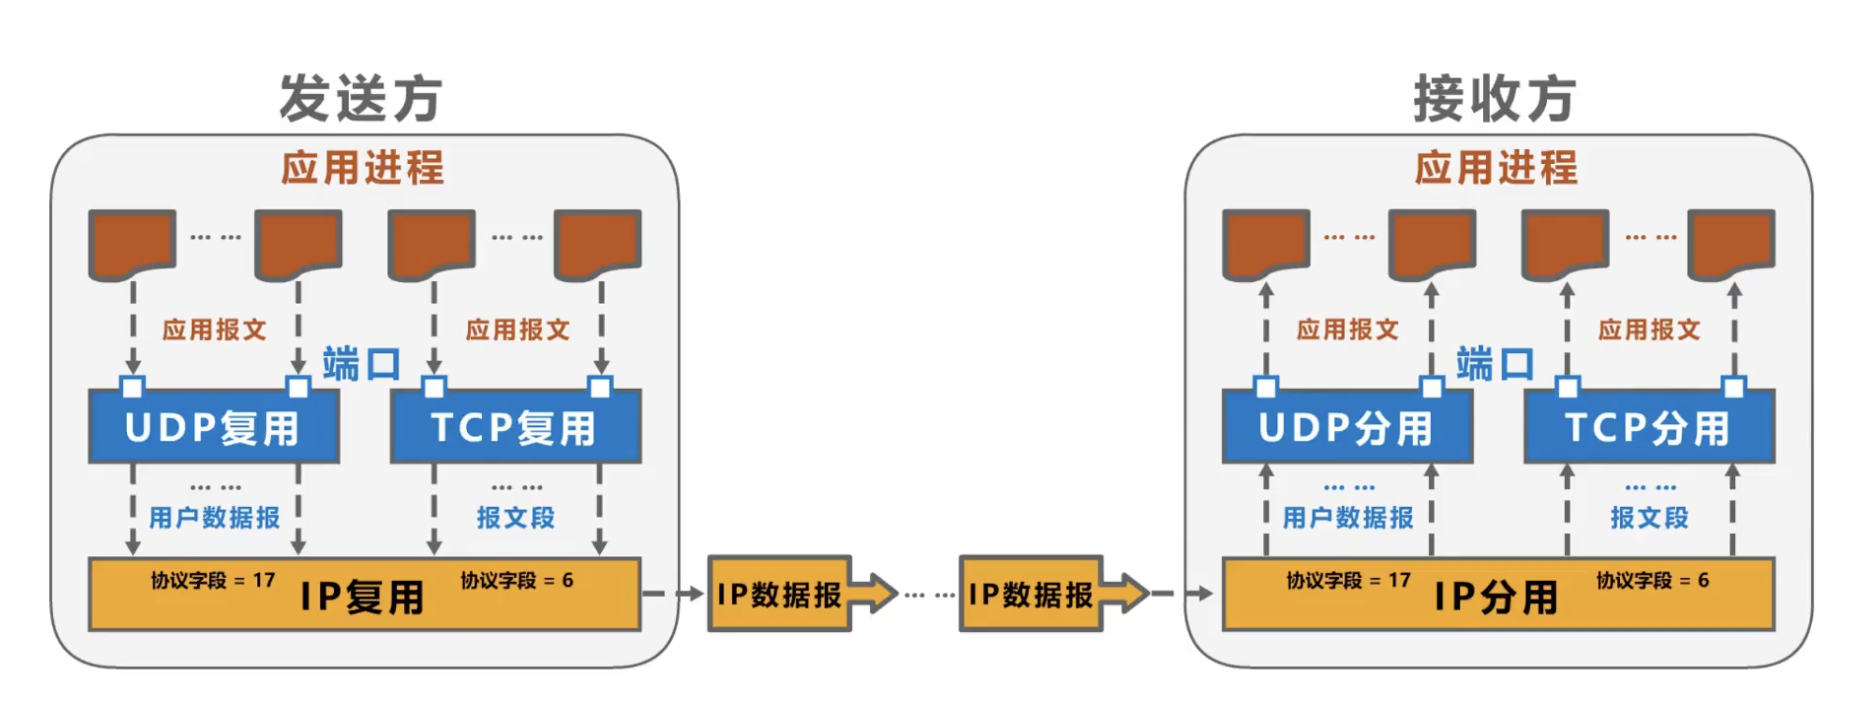 发送方
应用进程
... ... ... ...
应用报文 应用报文
端口
UDP复用 TCP复用
... ... ... ...
用户数据报 报文段
协议字段 = 17 IP复用 协议字段 = 6
IP数据报 ... ... IP数据报
接收方
应用进程
... ... ... ...
应用报文 应用报文
端口
UDP分用 TCP分用
... ... ... ...
用户数据报 报文段
协议字段 = 17 IP分用 协议字段 = 6